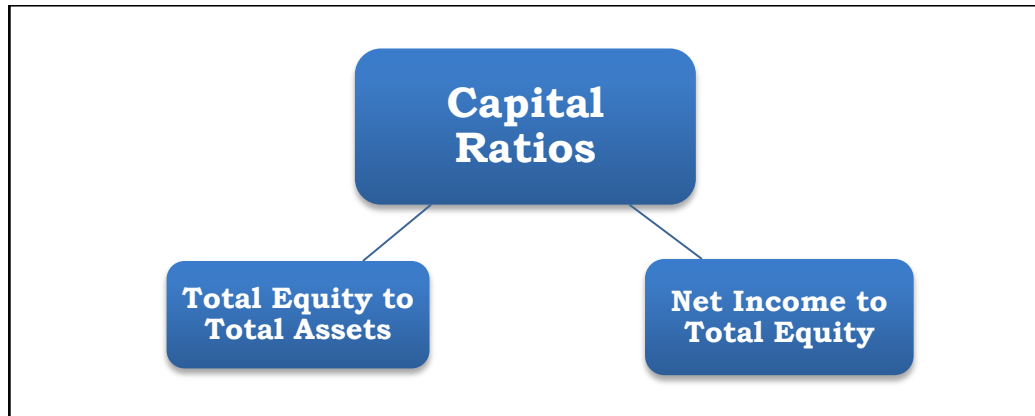 Capital
Ratios
Total Equity to
Total Assets
Net Income to
Total Equity